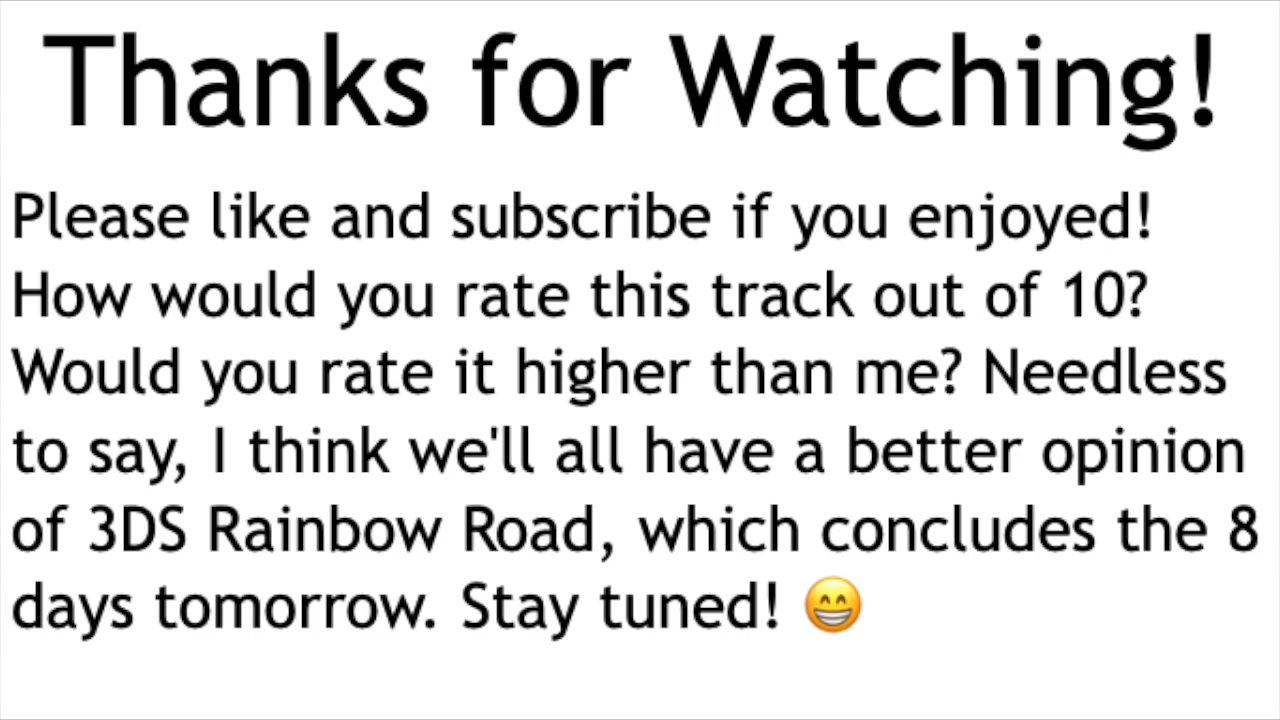 Thanks for Watching!
Please like and subscribe if you enjoyed!
How would you rate this track out of 10?
Would you rate it higher than me? Needless
to say, I think we'll all have a better opinion
of 3DS Rainbow Road, which concludes the 8
days tomorrow. Stay tuned! 😁